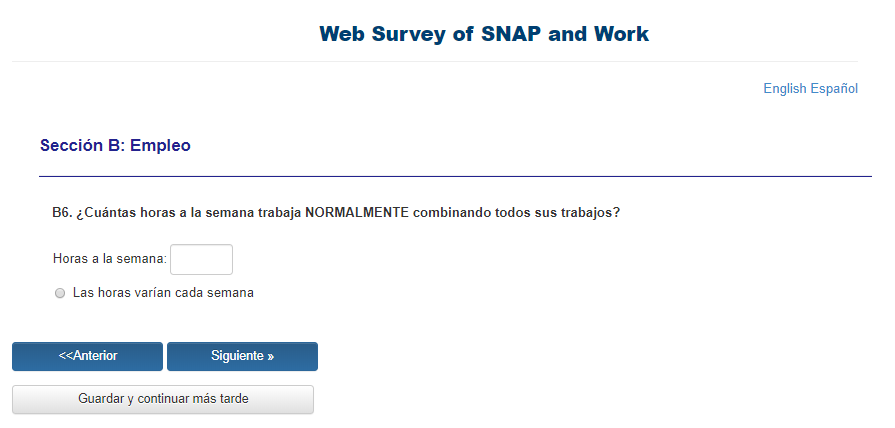 Web Survey of SNAP and Work
English Español
Sección B: Empleo
B6. ¿Cuántas horas a la semana trabaja NORMALMENTE combinando todos sus trabajos?
Horas a la semana:
Las horas varían cada semana
<<Anterior
Siguiente »
Guardar y continuar más tarde